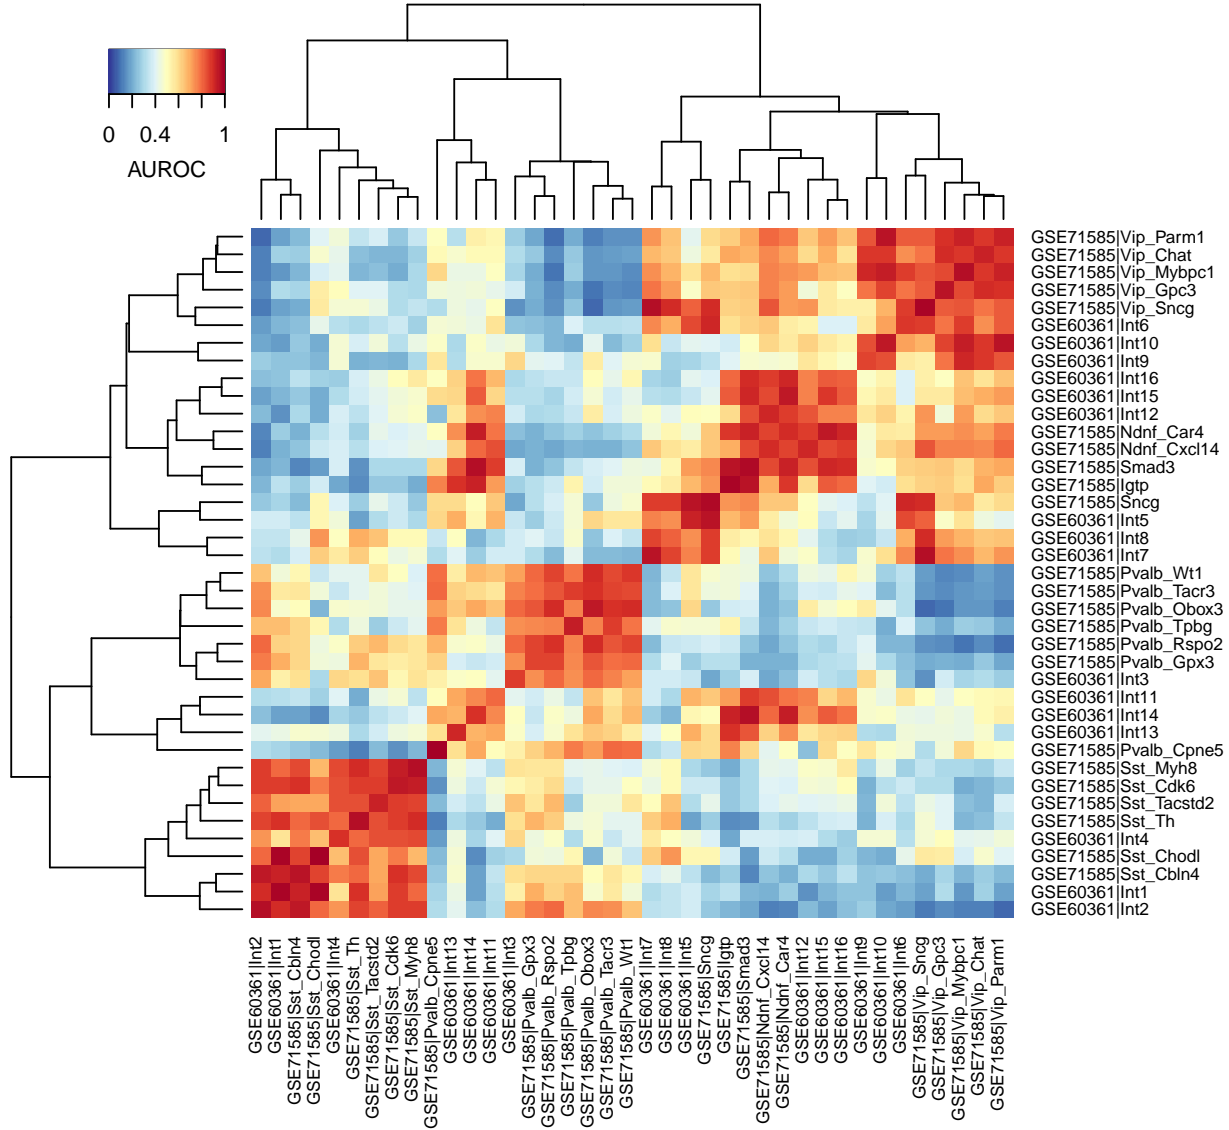 0 0.4 1
AUROC
GSE71585|Vip_Parm1
GSE71585|Vip_Chat
GSE71585|Vip_Mybpc1
GSE71585|Vip_Gpc3
GSE71585|Vip_Sncg
GSE60361|Int6
GSE60361|Int10
GSE60361|Int9
GSE60361|Int16
GSE60361|Int15
GSE60361|Int12
GSE71585|Ndnf_Car4
GSE71585|Ndnf_Cxcl14
GSE71585|Smad3
GSE71585|Igtp
GSE71585|Sncg
GSE60361|Int5
GSE60361|Int8
GSE60361|Int7
GSE71585|Pvalb_Wt1
GSE71585|Pvalb_Tacr3
GSE71585|Pvalb_Obox3
GSE71585|Pvalb_Tpbg
GSE71585|Pvalb_Rspo2
GSE71585|Pvalb_Gpx3
GSE60361|Int3
GSE60361|Int11
GSE60361|Int14
GSE60361|Int13
GSE71585|Pvalb_Cpne5
GSE71585|Sst_Myh8
GSE71585|Sst_Cdk6
GSE71585|Sst_Tacstd2
GSE71585|Sst_Th
GSE60361|Int4
GSE71585|Sst_Chodl
GSE71585|Sst_Cbln4
GSE60361|Int1
GSE60361|Int2
GSE60361|Int2
GSE60361|Int1
GSE71585|Sst_Cbln4
GSE71585|Sst_Chodl
GSE60361|Int4
GSE71585|Sst_Th
GSE71585|Sst_Tacstd2
GSE71585|Sst_Cdk6
GSE71585|Sst_Myh8
GSE71585|Pvalb_Cpne5
GSE60361|Int13
GSE60361|Int14
GSE60361|Int11
GSE60361|Int3
GSE71585|Pvalb_Gpx3
GSE71585|Pvalb_Rspo2
GSE71585|Pvalb_Tpbg
GSE71585|Pvalb_Obox3
GSE71585|Pvalb_Tacr3
GSE71585|Pvalb_Wt1
GSE60361|Int7
GSE60361|Int8
GSE60361|Int5
GSE71585|Sncg
GSE71585|Igtp
GSE71585|Smad3
GSE71585|Ndnf_Cxcl14
GSE71585|Ndnf_Car4
GSE60361|Int12
GSE60361|Int15
GSE60361|Int16
GSE60361|Int9
GSE60361|Int10
GSE60361|Int6
GSE71585|Vip_Sncg
GSE71585|Vip_Gpc3
GSE71585|Vip_Mybpc1
GSE71585|Vip_Chat
GSE71585|Vip_Parm1